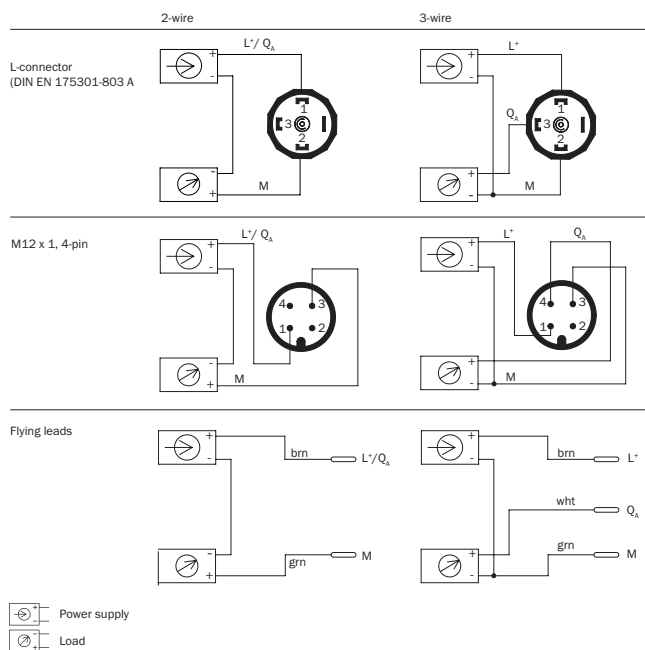 2-wire 3-wire
L-connector
(DIN EN 175301-803 A
L⁺/ Q_A
+
-
1
3
2
-
+
M
L⁺
+
-
Q_A
1
3
2
+
-
M
M12 x 1, 4-pin
L⁺/ Q_A
+
-
4 3
1 2
-
+
M
L⁺ Q_A
+
-
4 3
1 2
+
-
M
Flying leads
+
-
brn L⁺/Q_A
-
+
grn M
+
-
brn L⁺
wht Q_A
+
-
grn M
+
-
Power supply
-
+
Load